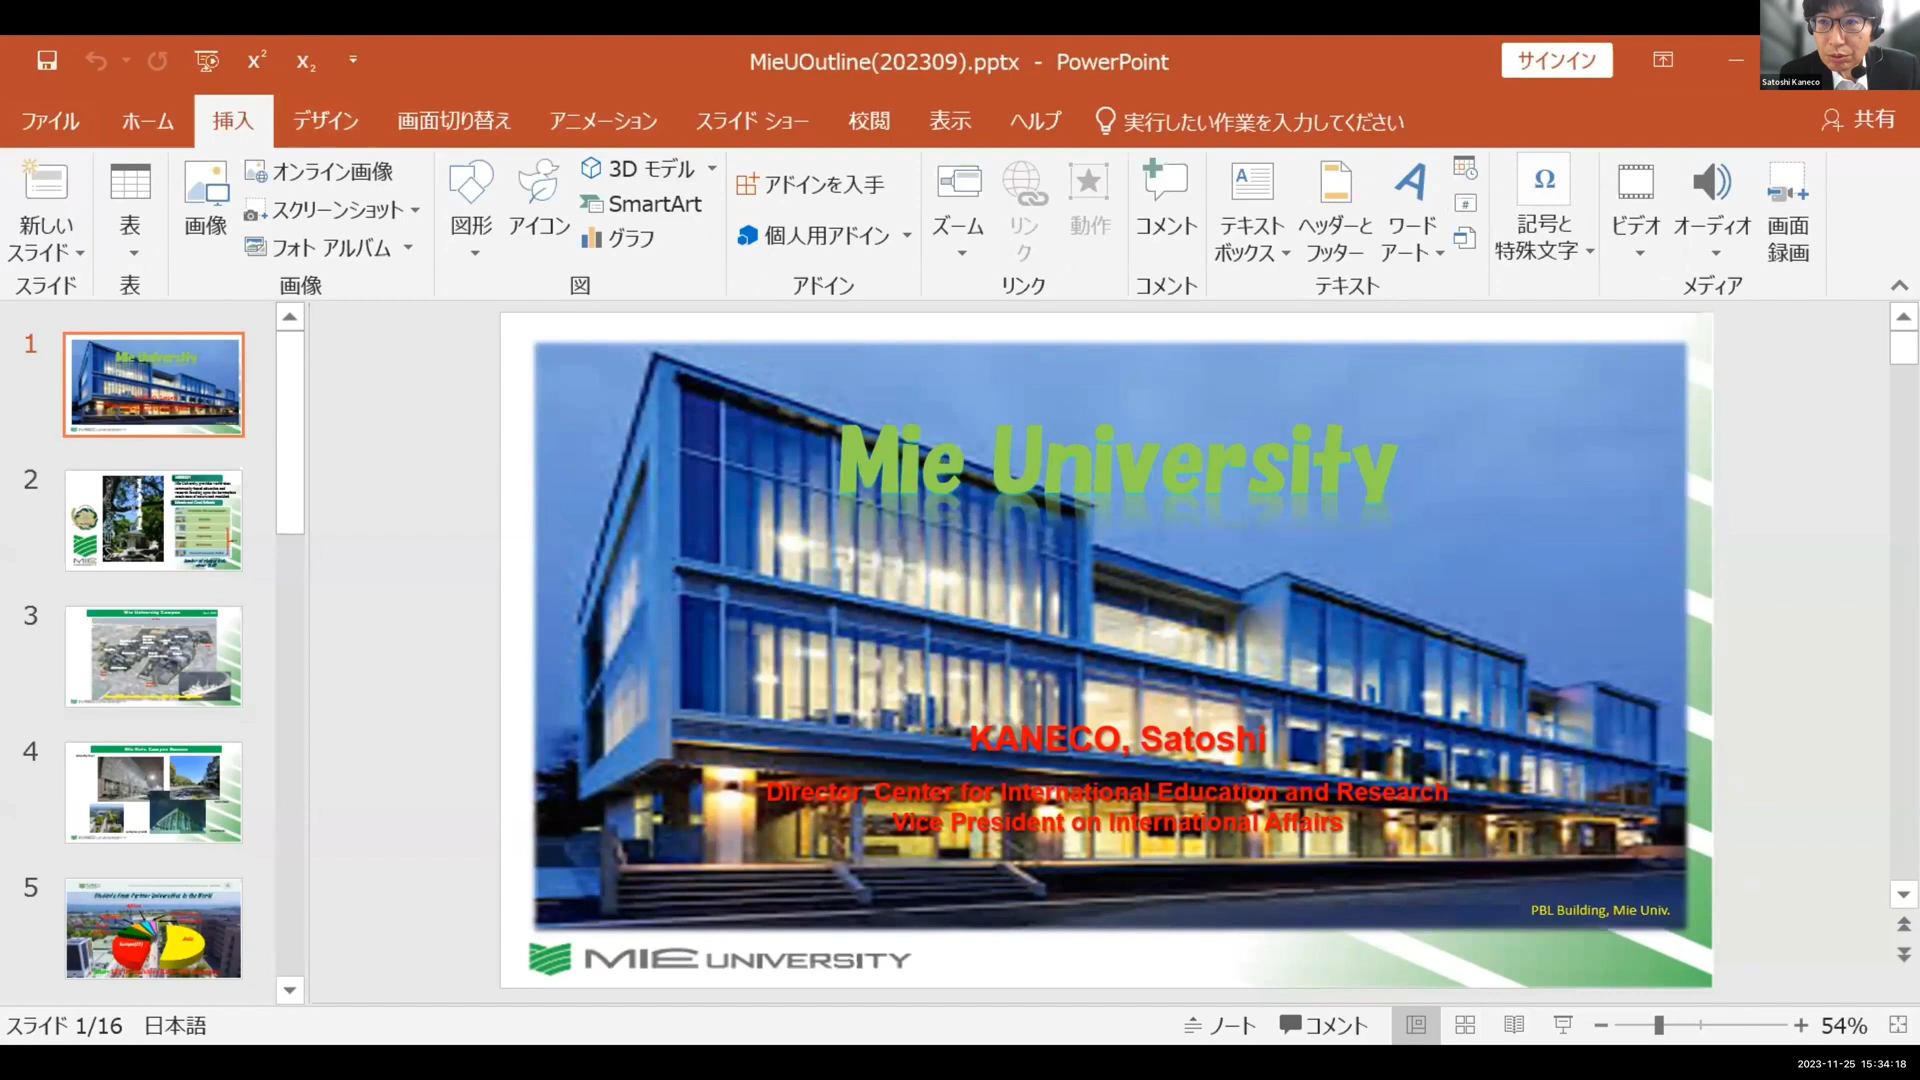 MieUOutline(202309).pptx - PowerPoint
サインイン
Satoshi Kaneco
ファイル ホーム 挿入 デザイン 画面切り替え アニメーション スライド ショー 校閲 表示 ヘルプ 実行したい作業を入力してください 共有
新しい
スライド
スライド
表
表
画像
オンライン画像
スクリーンショット
フォト アルバム
画像
図形
アイコン
3D モデル
SmartArt
グラフ
図
アドインを入手
個人用アドイン
アドイン
ズーム
リン
ク
動作
リンク
コメント
コメント
テキスト
ボックス
ヘッダーと
フッター
ワード
アート
テキスト
記号と
特殊文字
ビデオ
オーディオ
画面
録画
メディア
1
Mie University
2
3
Mie University Campus
4
5
Mie University
KANECO, Satoshi
Director, Center for International Education and Research
Vice President on International Affairs
PBL Building, Mie Univ.
MIE UNIVERSITY
スライド 1/16 日本語
ノート コメント 54%
2023-11-25 15:34:18